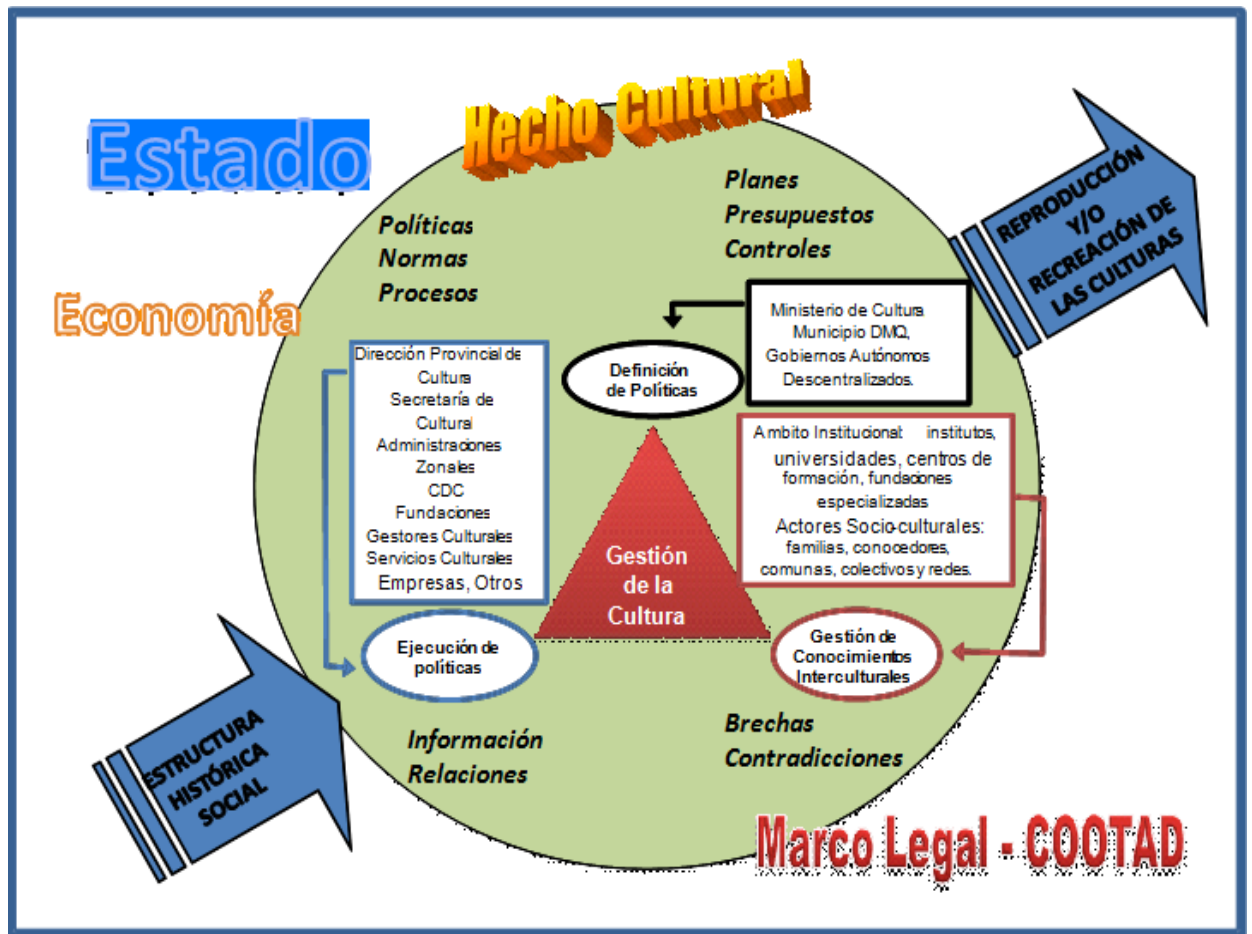 Hecho Cultural
Estado
Economía
Políticas
Normas
Procesos
Planes
Presupuestos
Controles
REPRODUCCIÓN
Y/O
RECREACIÓN DE
LAS CULTURAS
Ministerio de Cultura
Municipio DMQ,
Gobiernos Autónomos
Descentralizados.
Definición
de Políticas
Dirección Provincial de
Cultura
Secretaría de
Cultural
Administraciones
Zonales
CDC
Fundaciones
Gestores Culturales
Servicios Culturales
Empresas, Otros
Ambito Institucional: institutos,
universidades, centros de
formación, fundaciones
especializadas
Actores Socio-culturales:
familias, conocedores,
comunas, colectivos y redes.
Gestión
de la
Cultura
Ejecución de
políticas
Gestión de
Conocimientos
Interculturales
Información
Relaciones
Brechas
Contradicciones
ESTRUCTURA
HISTÓRICA
SOCIAL
Marco Legal - COOTAD